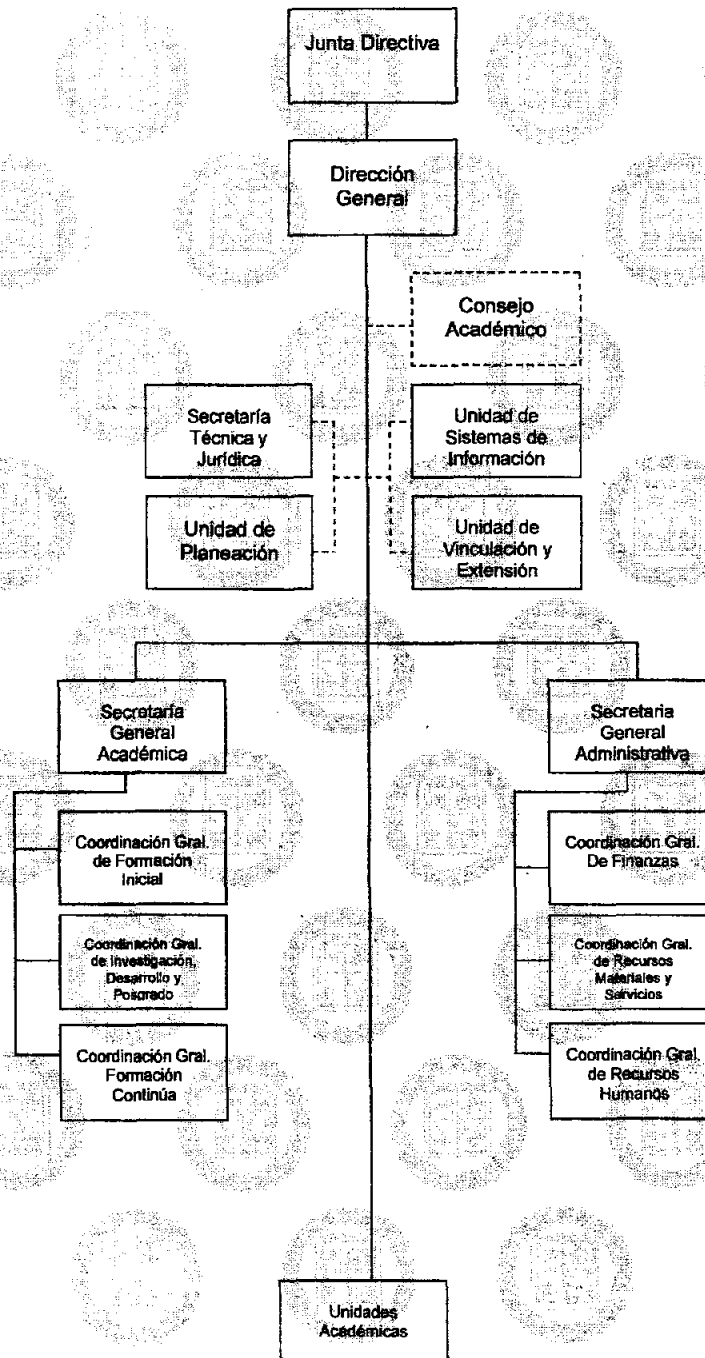 Junta Directiva
Dirección
General
Consejo
Académico
Secretaría
Técnica y
Jurídica
Unidad de
Sistemas de
Información
Unidad de
Planeación
Unidad de
Vinculación y
Extensión
Secretaría
General
Académica
Secretaria
General
Administrativa
Coordinación Gral.
de Formación
Inicial
Coordinación Gral.
De Finanzas
Coordinación Gral.
de Investigación,
Desarrollo y
Posgrado
Coordinación Gral.
de Recursos
Materiales y
Servicios
Coordinación Gral.
Formación
Continúa
Coordinación Gral.
de Recursos
Humanos
Unidades
Académicas